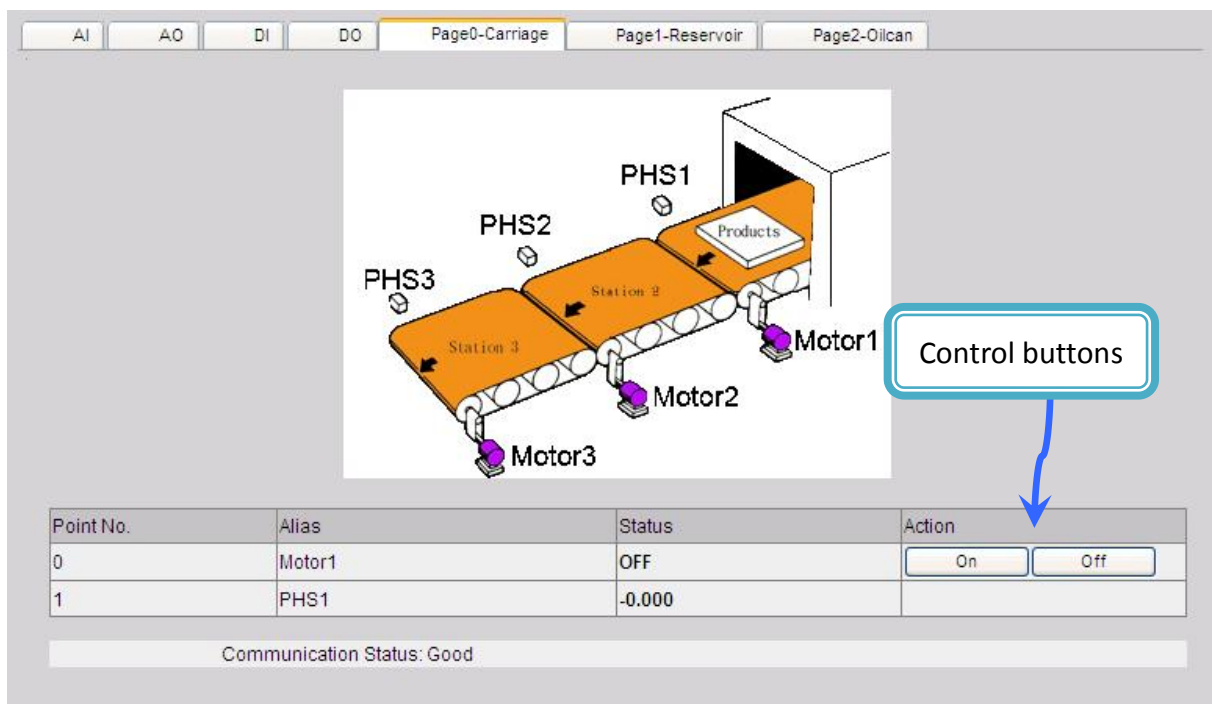 AI AO DI DO Page0-Carriage Page1-Reservoir Page2-Oilcan
PHS1
PHS2
Products
PHS3
Station 2
Station 3
Motor1
Control buttons
Motor2
Motor3
Point No. Alias Status Action
0 Motor1 OFF On Off
1 PHS1 -0.000
Communication Status: Good